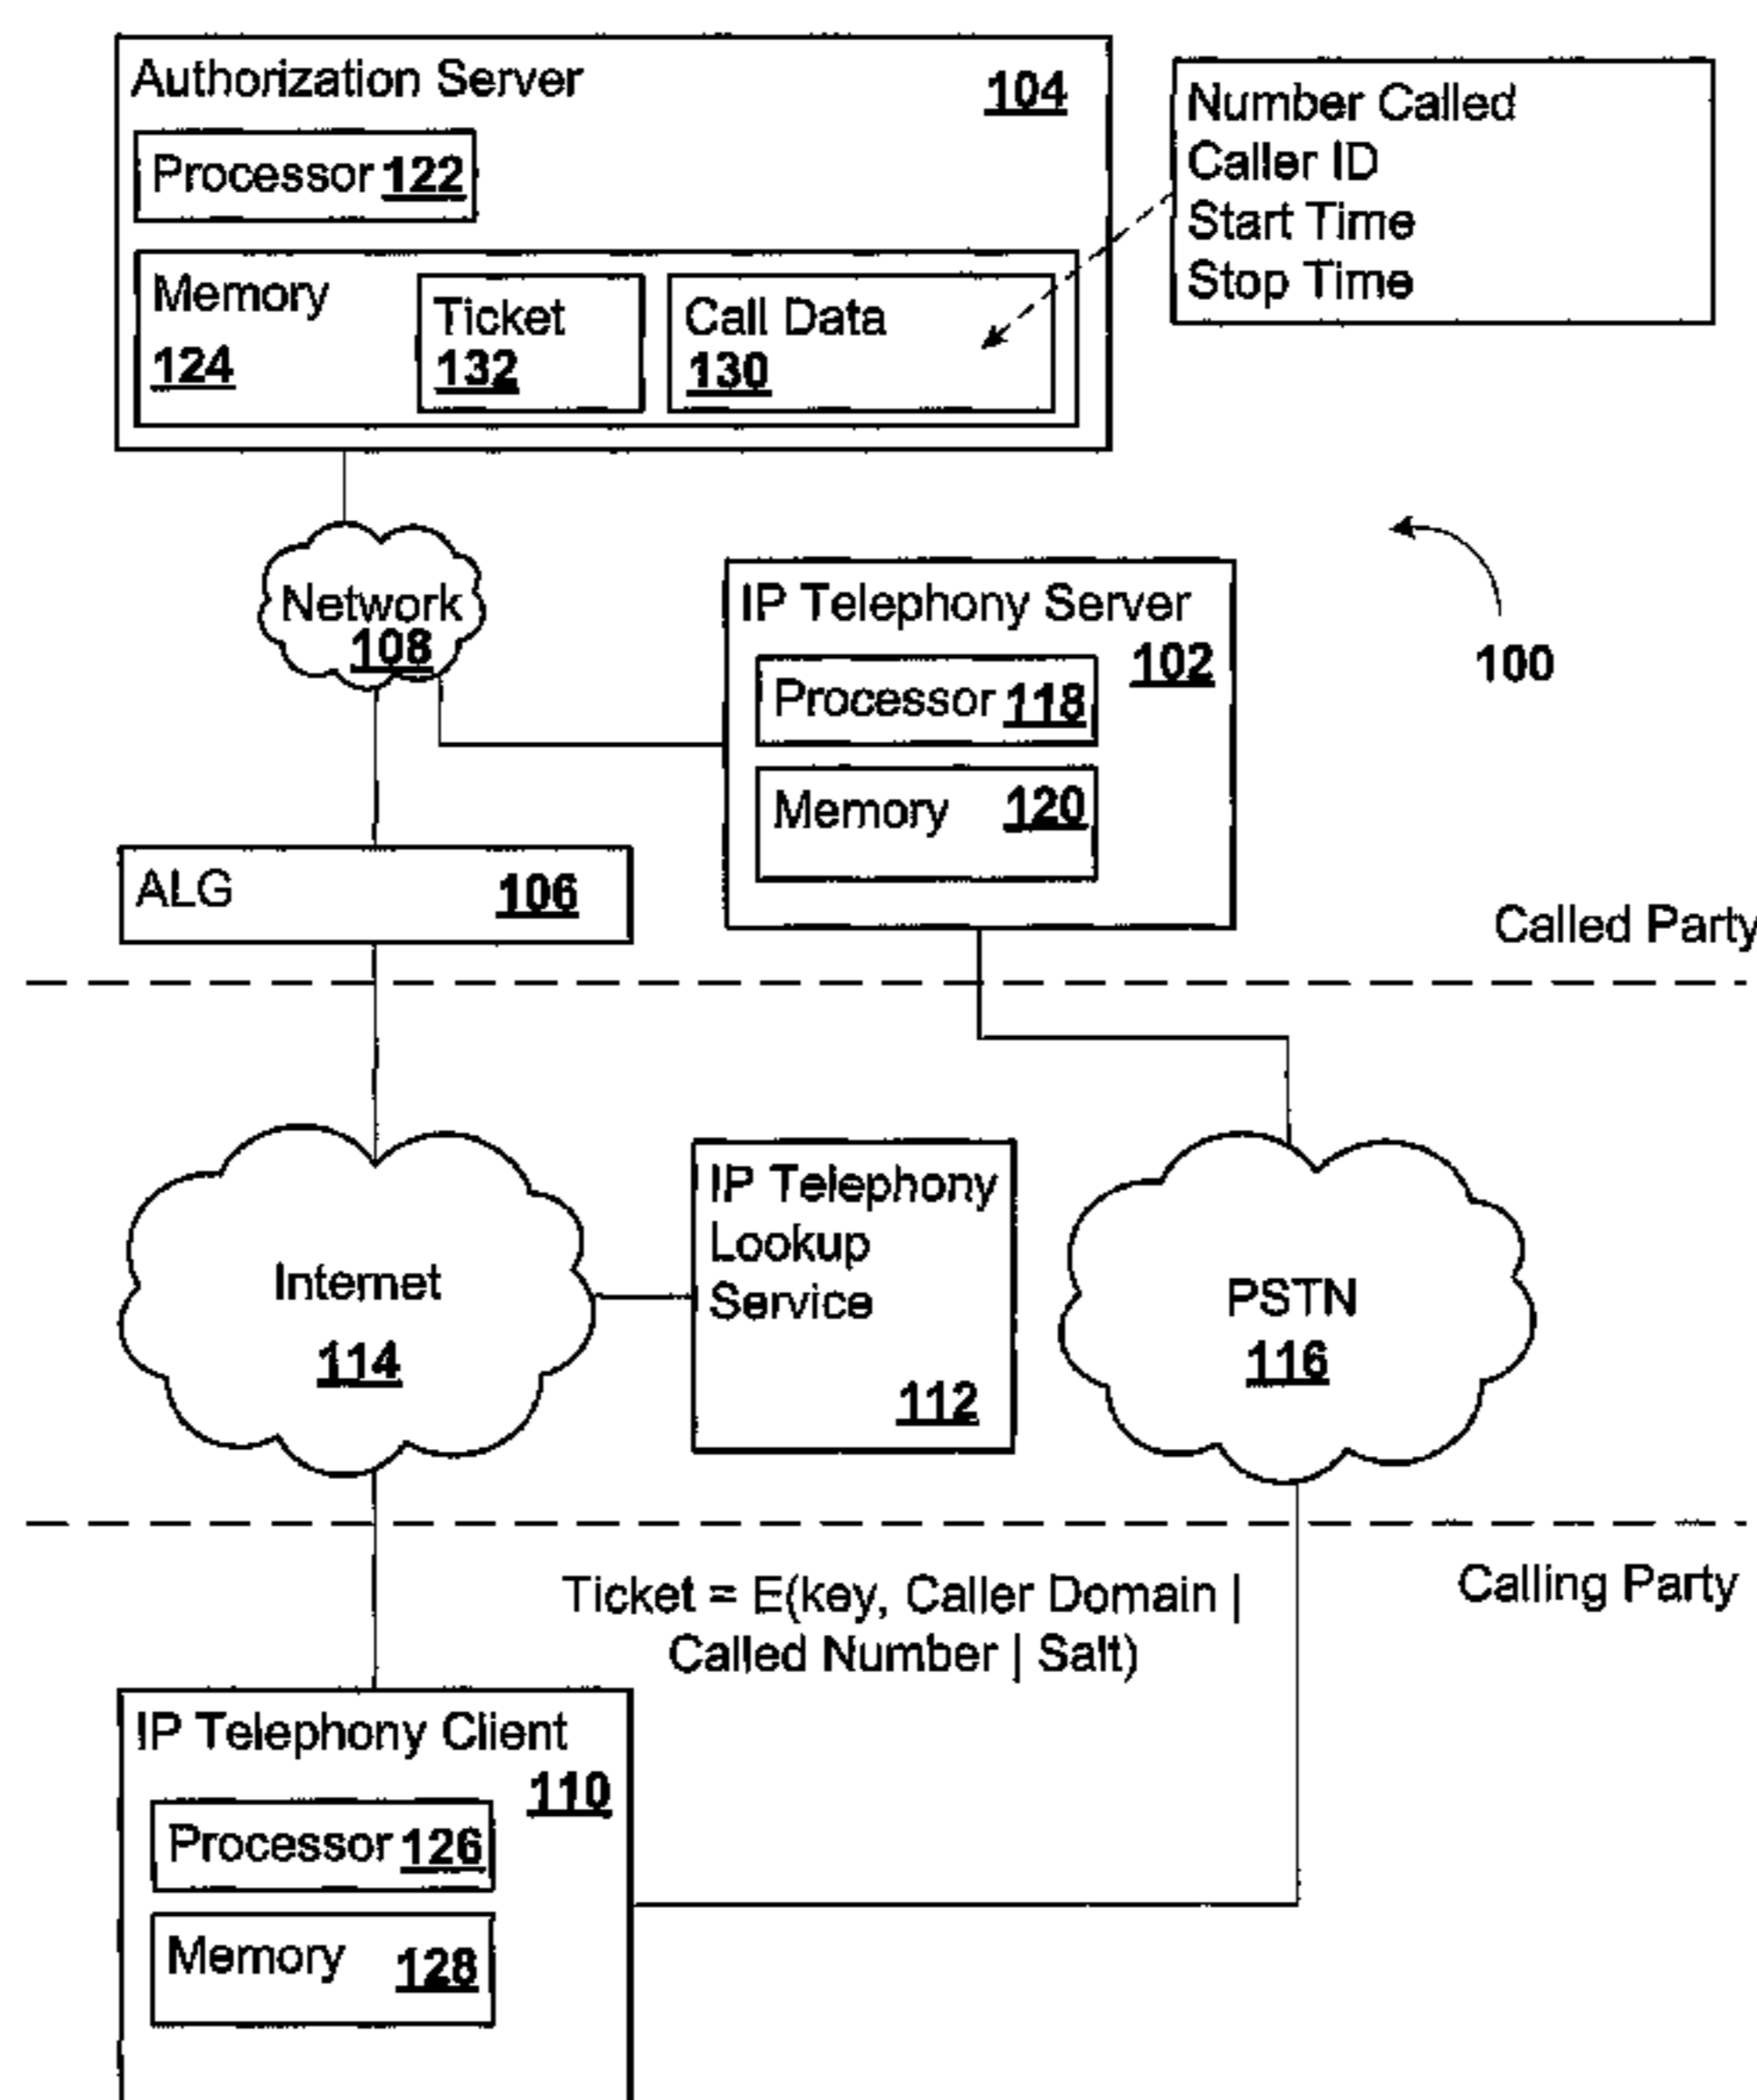 Authorization Server
104
Processor 122
Memory
124
Ticket
132
Call Data
130
Number Called
Caller ID
Start Time
Stop Time
Network
108
IP Telephony Server
102
Processor 118
Memory 120
100
ALG 106
Called Party
Internet
114
IP Telephony
Lookup
Service
112
PSTN
116
Calling Party
Ticket = E(key, Caller Domain |
Called Number | Salt)
IP Telephony Client
110
Processor 126
Memory 128